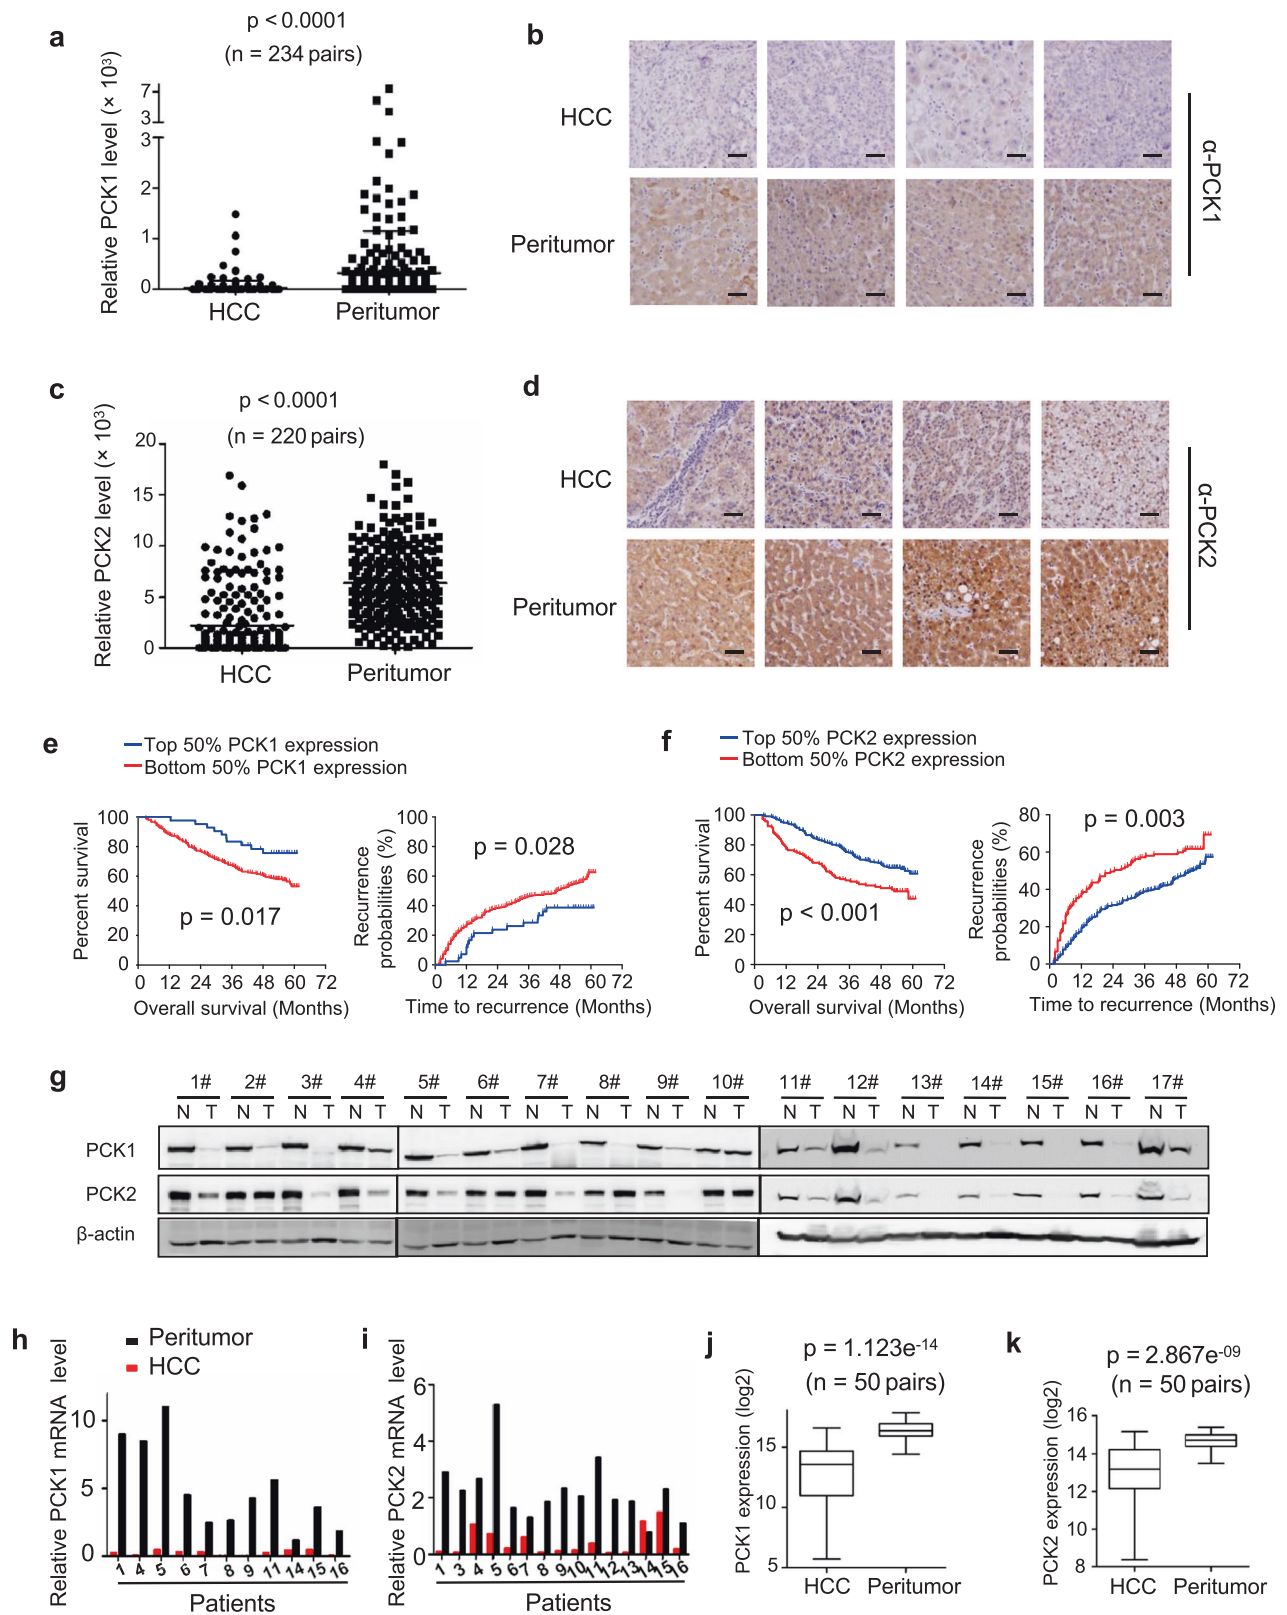 a
p < 0.0001
(n = 234 pairs)
Relative PCK1 level (× 10³)
7
3
3
2
1
0
HCC
Peritumor
b
HCC
Peritumor
α-PCK1
c
p < 0.0001
(n = 220 pairs)
Relative PCK2 level (× 10³)
20
15
10
5
0
HCC
Peritumor
d
HCC
Peritumor
α-PCK2
e
Top 50% PCK1 expression
Bottom 50% PCK1 expression
Percent survival
100
80
60
40
20
0
p = 0.017
0 12 24 36 48 60 72
Overall survival (Months)
Recurrence
probabilities (%)
100
80
60
40
20
0
p = 0.028
0 12 24 36 48 60 72
Time to recurrence (Months)
f
Top 50% PCK2 expression
Bottom 50% PCK2 expression
Percent survival
100
80
60
40
20
0
p < 0.001
0 12 24 36 48 60 72
Overall survival (Months)
Recurrence
probabilities (%)
80
60
40
20
0
p = 0.003
0 12 24 36 48 60 72
Time to recurrence (Months)
g
1# 2# 3# 4# 5# 6# 7# 8# 9# 10# 11# 12# 13# 14# 15# 16# 17#
N T N T N T N T N T N T N T N T N T N T N T N T N T N T N T N T N T
PCK1
PCK2
β-actin
h
Peritumor
HCC
Relative PCK1 mRNA level
10
5
0
1 4 5 6 7 8 9 11 14 15 16
Patients
i
Relative PCK2 mRNA level
6
4
2
0
1 3 4 5 6 7 8 9 10 11 12 13 14 15 16
Patients
j
p = 1.123e⁻¹⁴
(n = 50 pairs)
PCK1 expression (log2)
15
10
5
HCC
Peritumor
k
p = 2.867e⁻⁰⁹
(n = 50 pairs)
PCK2 expression (log2)
16
14
12
10
8
HCC
Peritumor